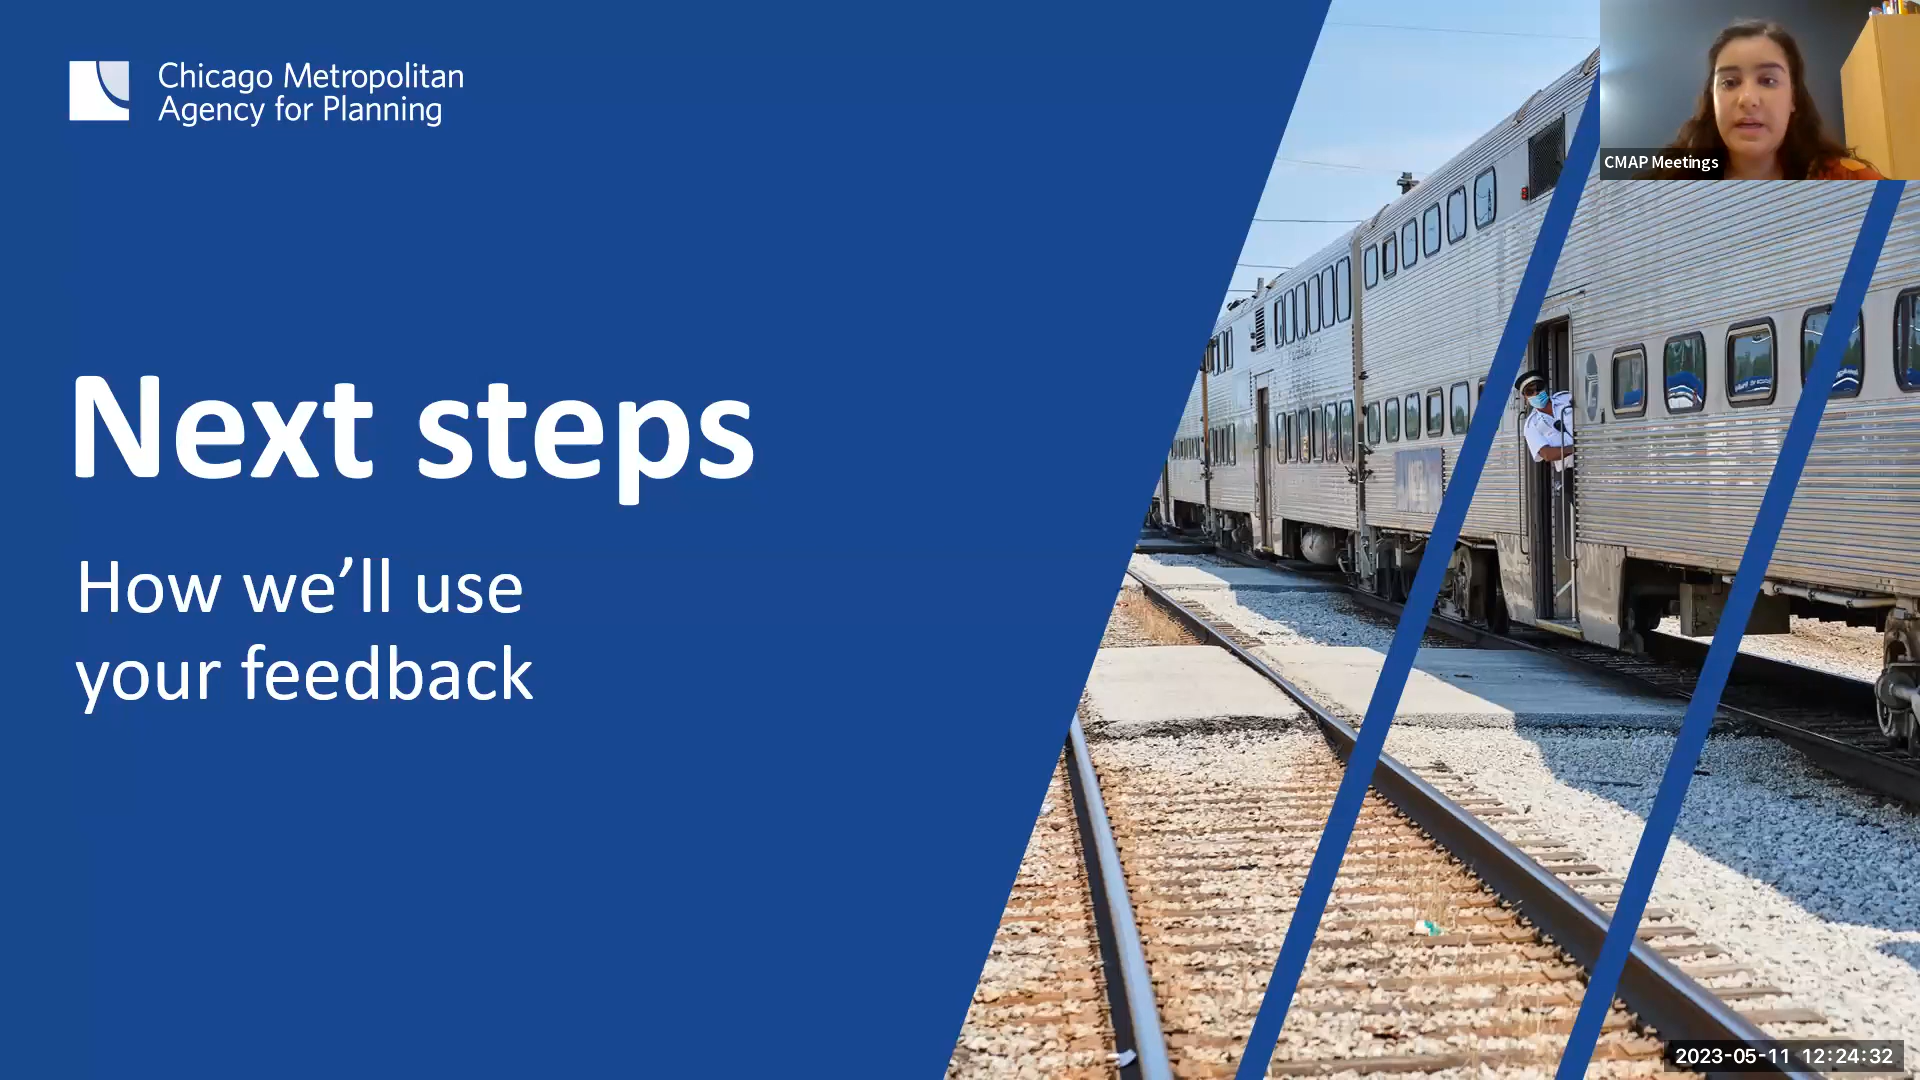 Chicago Metropolitan
Agency for Planning
CMAP Meetings
Next steps
How we’ll use
your feedback
2023-05-11 12:24:32